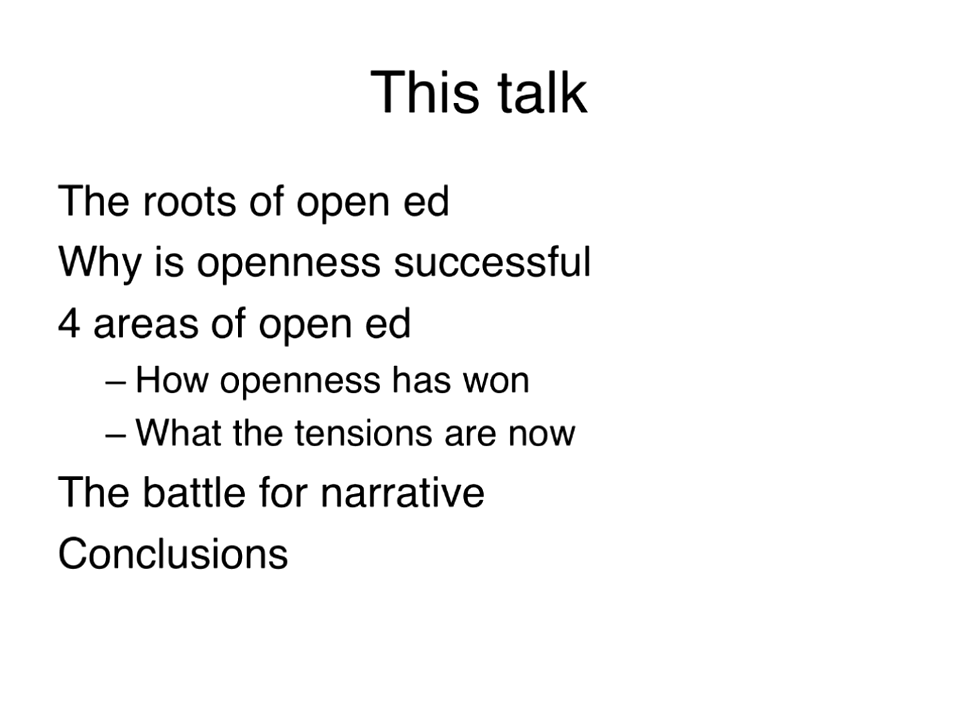 This talk
The roots of open ed
Why is openness successful
4 areas of open ed
– How openness has won
– What the tensions are now
The battle for narrative
Conclusions